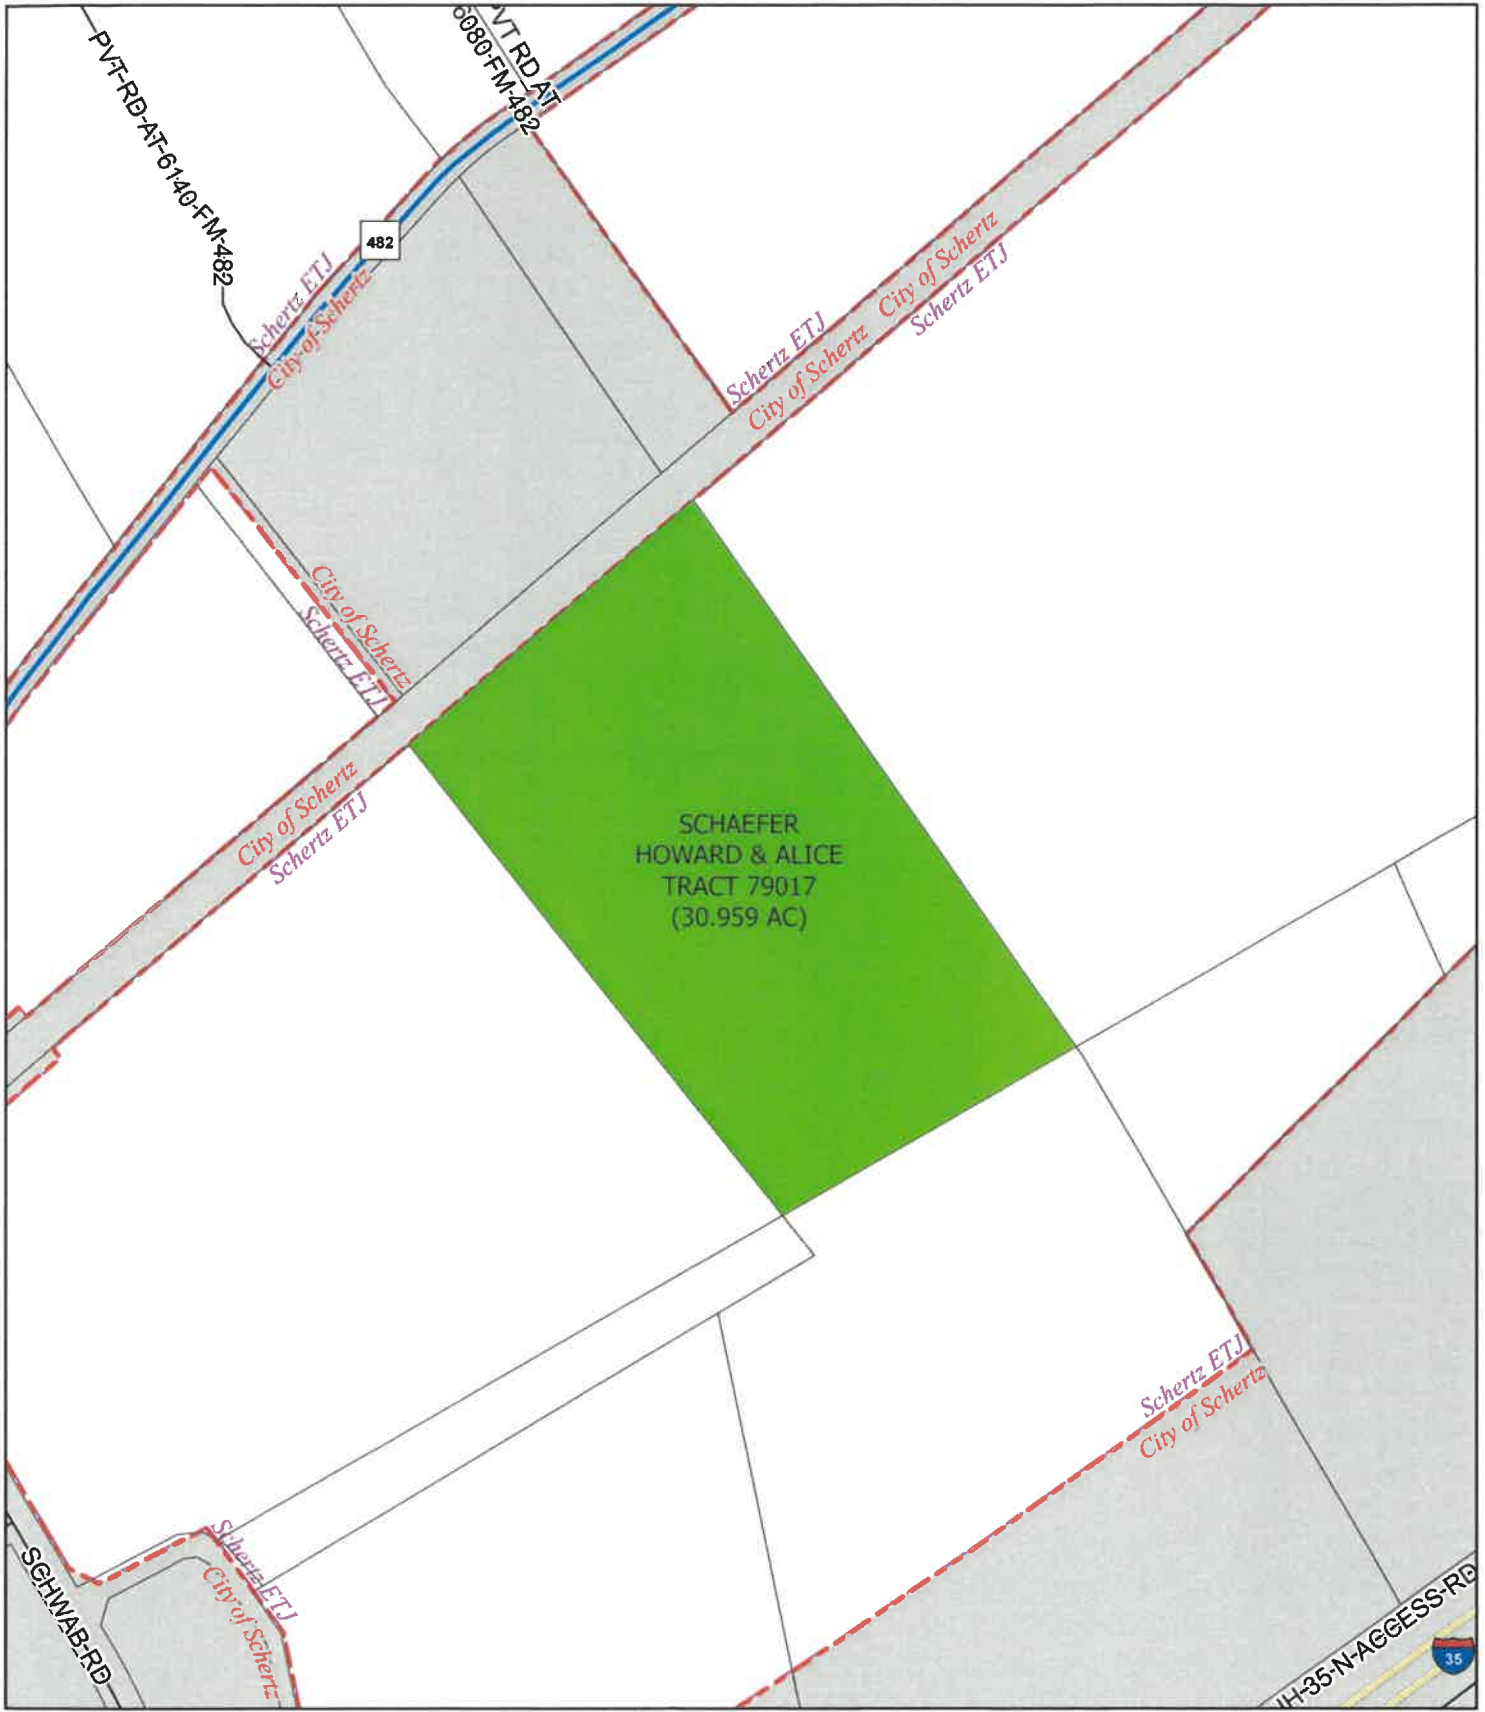 PVT RD AT
6080-FM-482
PVT-RD-AT-6140-FM-482
482
Schertz ETJ
City of Schertz
City of Schertz
Schertz ETJ
Schertz ETJ
City of Schertz
City of Schertz
Schertz ETJ
City of Schertz
Schertz ETJ
SCHAEFER
HOWARD & ALICE
TRACT 79017
(30.959 AC)
Schertz ETJ
City of Schertz
Schertz ETJ
City of Schertz
SCHWAB-RD
IH-35-N-ACCESS-RD
35